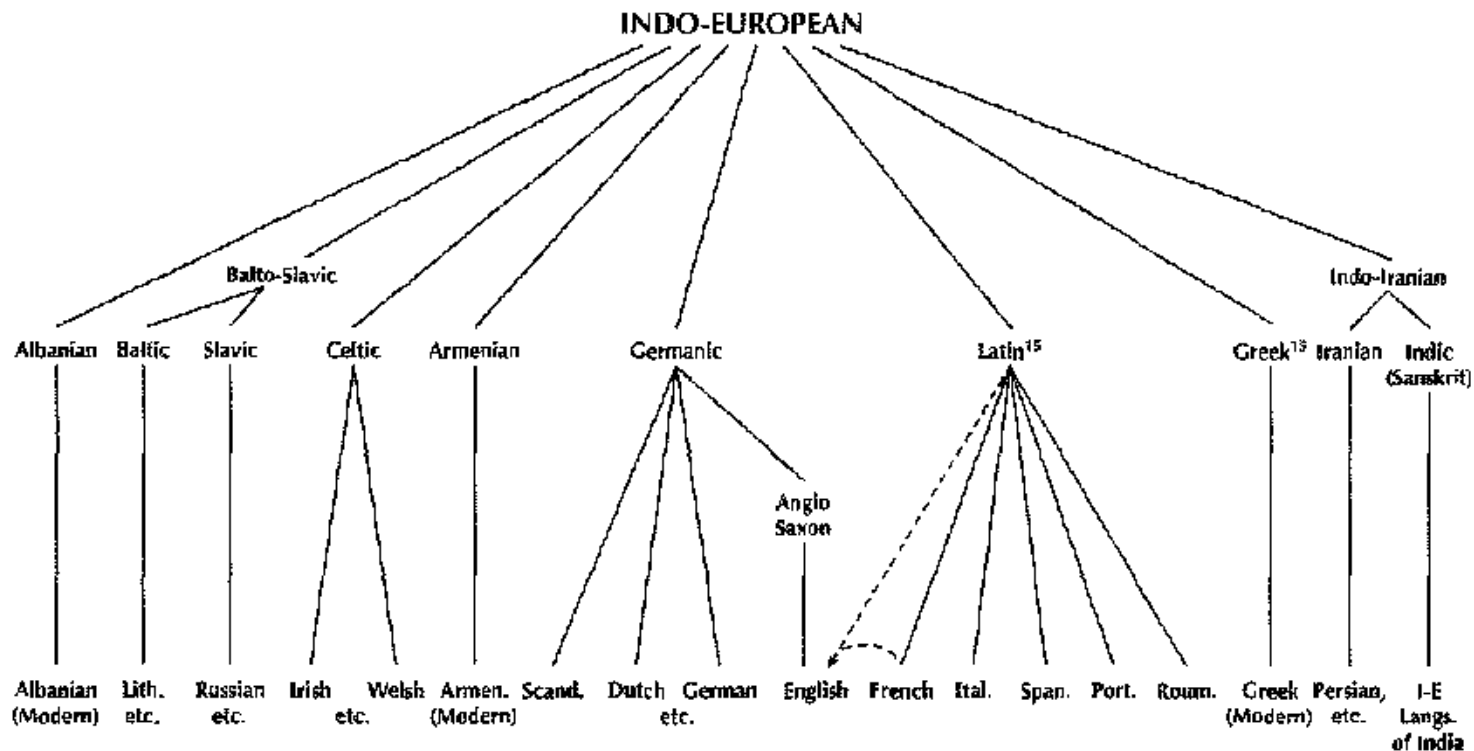 INDO-EUROPEAN
Balto-Slavic
Indo-Iranian
Albanian Baltic Slavic Celtic Armenian Germanic Latin¹⁵ Greek¹⁵ Iranian Indic
(Sanskrit)
Anglo
Saxon
Albanian Lith. Russian Irish Welsh Armen. Scand. Dutch German English French Ital. Span. Port. Roum. Greek Persian, I-E
(Modern) etc. etc. etc. (Modern) etc. (Modern) etc. Langs.
of India